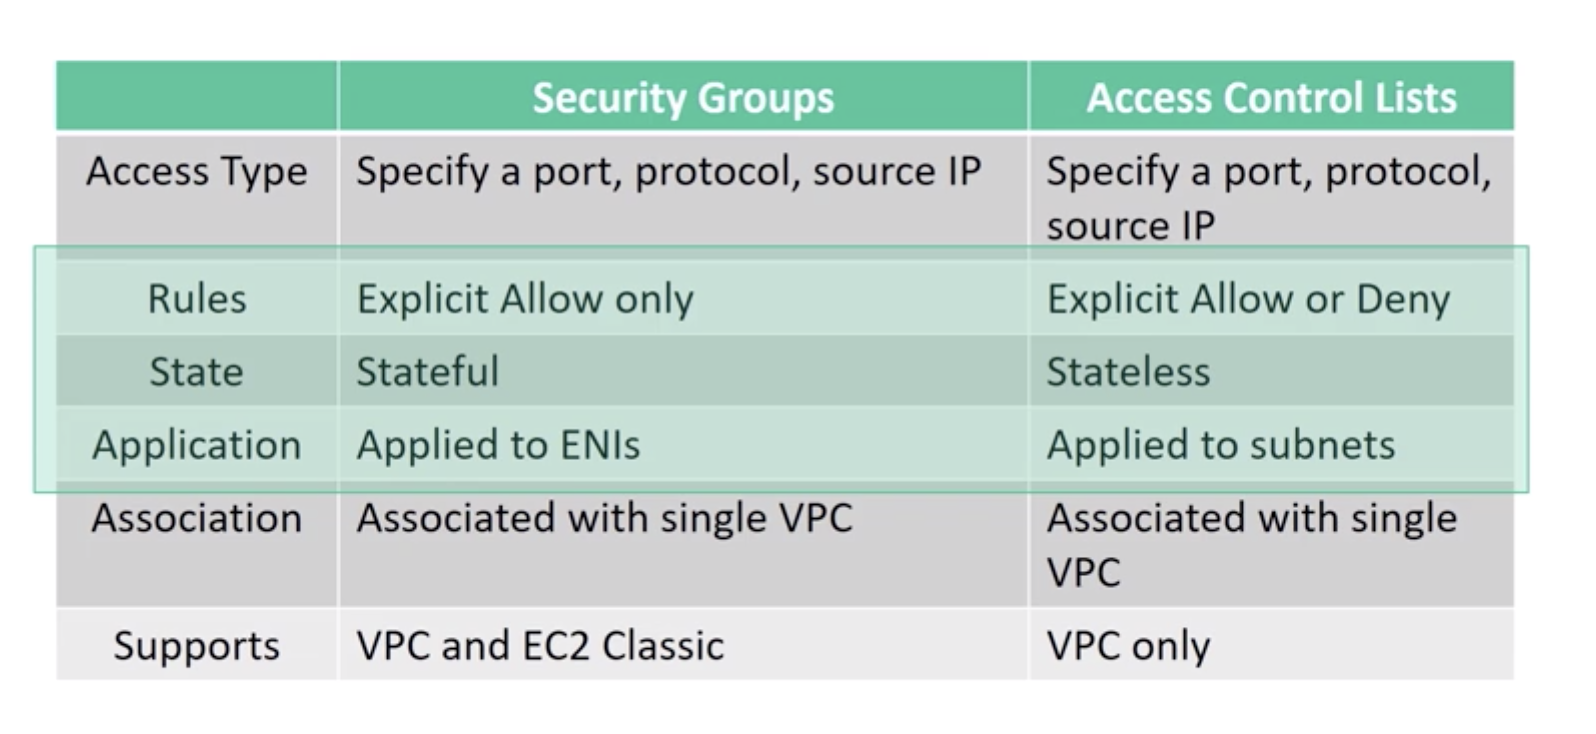 Security Groups Access Control Lists
Access Type Specify a port, protocol, source IP Specify a port, protocol,
source IP
Rules Explicit Allow only Explicit Allow or Deny
State Stateful Stateless
Application Applied to ENIs Applied to subnets
Association Associated with single VPC Associated with single
VPC
Supports VPC and EC2 Classic VPC only